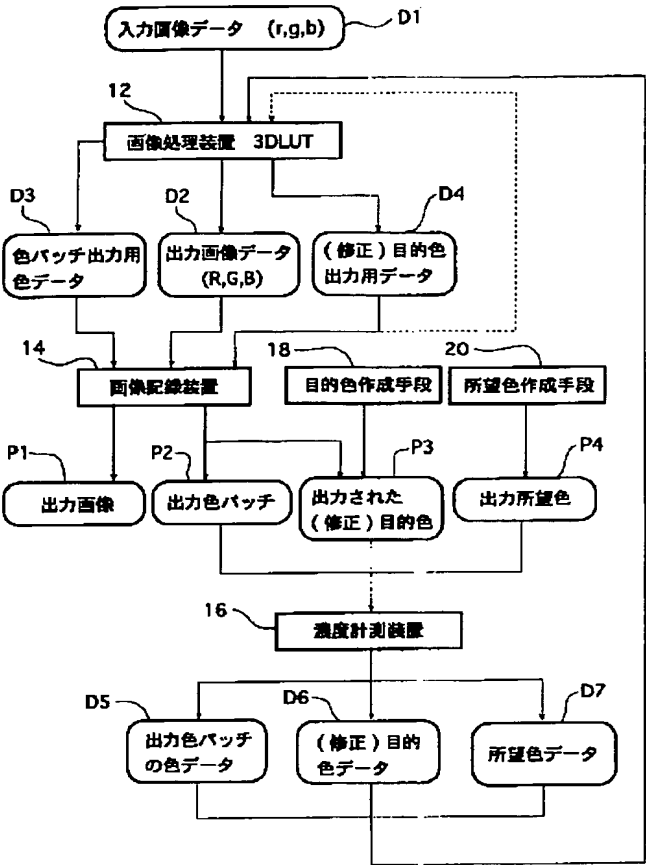 入力画像データ (r,g,b)
D1
12
画像処理装置 3DLUT
D3
D2
D4
色パッチ出力用
色データ
出力画像データ
(R,G,B)
(修正)目的色
出力用データ
14
18
20
画像記録装置
目的色作成手段
所望色作成手段
P1
P2
P3
P4
出力画像
出力色パッチ
出力された
(修正)目的色
出力所望色
16
濃度計測装置
D5
D6
D7
出力色パッチ
の色データ
(修正)目的
色データ
所望色データ